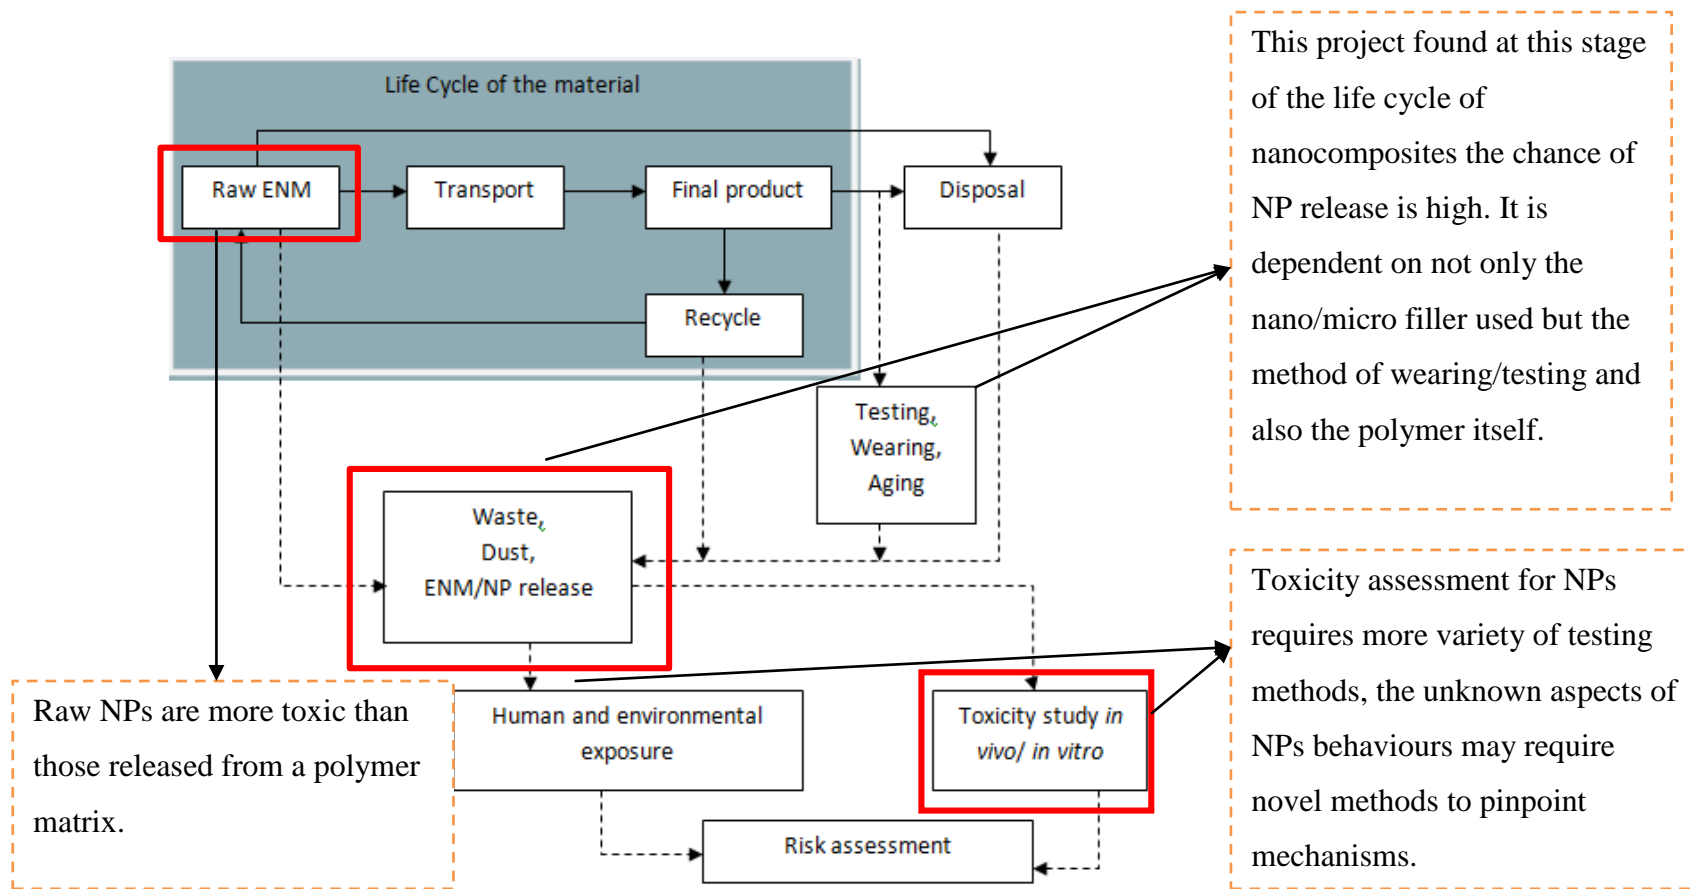 Life Cycle of the material
Raw ENM
Transport
Final product
Disposal
Recycle
Testing,
Wearing,
Aging
Waste,
Dust,
ENM/NP release
Human and environmental
exposure
Toxicity study in
vivo/ in vitro
Risk assessment
This project found at this stage
of the life cycle of
nanocomposites the chance of
NP release is high. It is
dependent on not only the
nano/micro filler used but the
method of wearing/testing and
also the polymer itself.
Toxicity assessment for NPs
requires more variety of testing
methods, the unknown aspects of
NPs behaviours may require
novel methods to pinpoint
mechanisms.
Raw NPs are more toxic than
those released from a polymer
matrix.